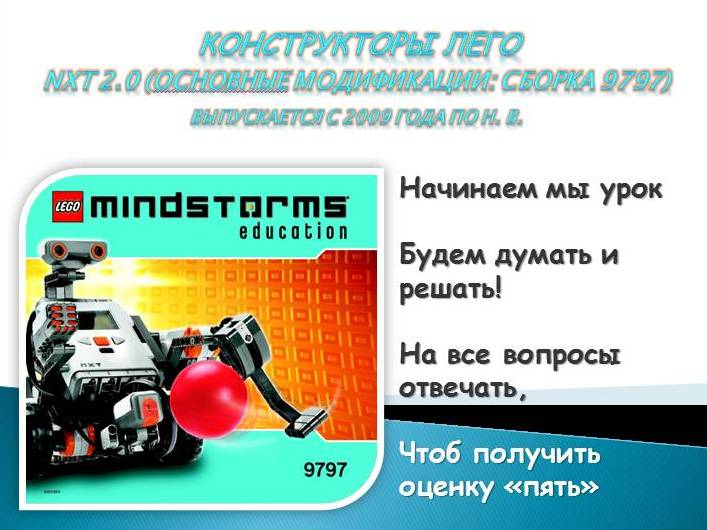 КОНСТРУКТОРЫ ЛЕГО
NXT 2.0 (ОСНОВНЫЕ МОДИФИКАЦИИ: СБОРКА 9797)
ВЫПУСКАЕТСЯ С 2009 ГОДА ПО Н. В.
LEGO mindstorms
education
NXT
9797
Начинаем мы урок
Будем думать и
решать!
На все вопросы
отвечать,
Чтоб получить
оценку «пять»